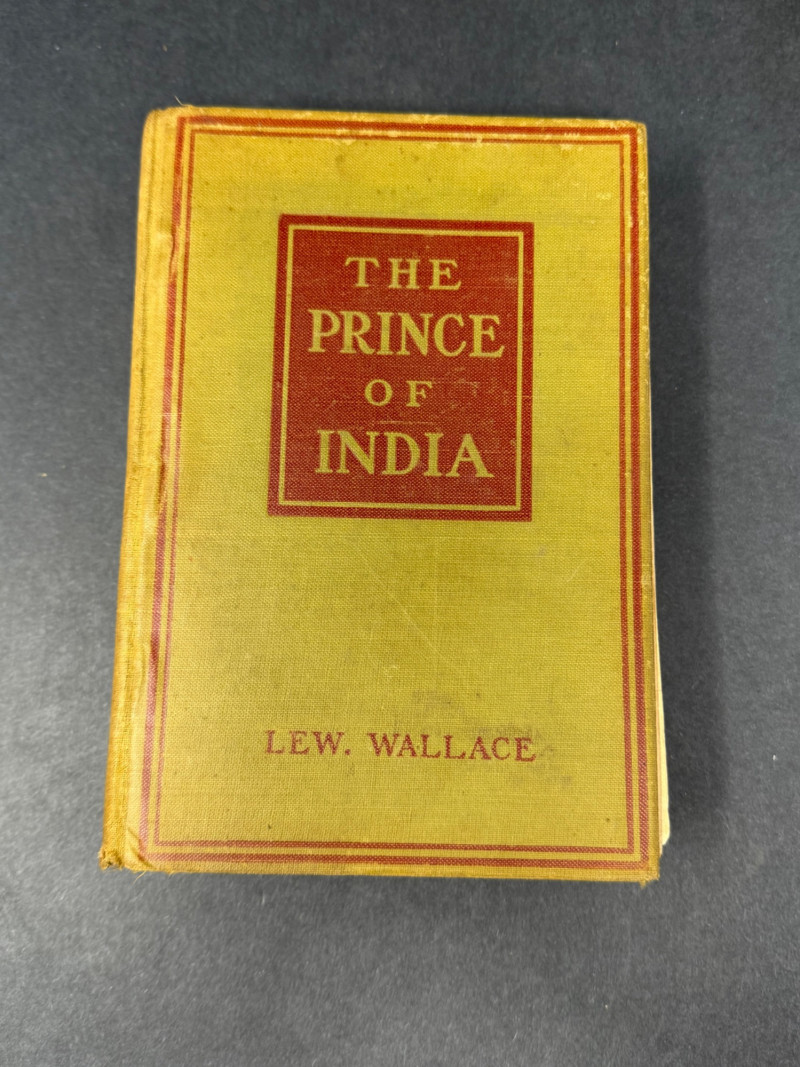 THE
PRINCE
OF
INDIA
LEW. WALLACE